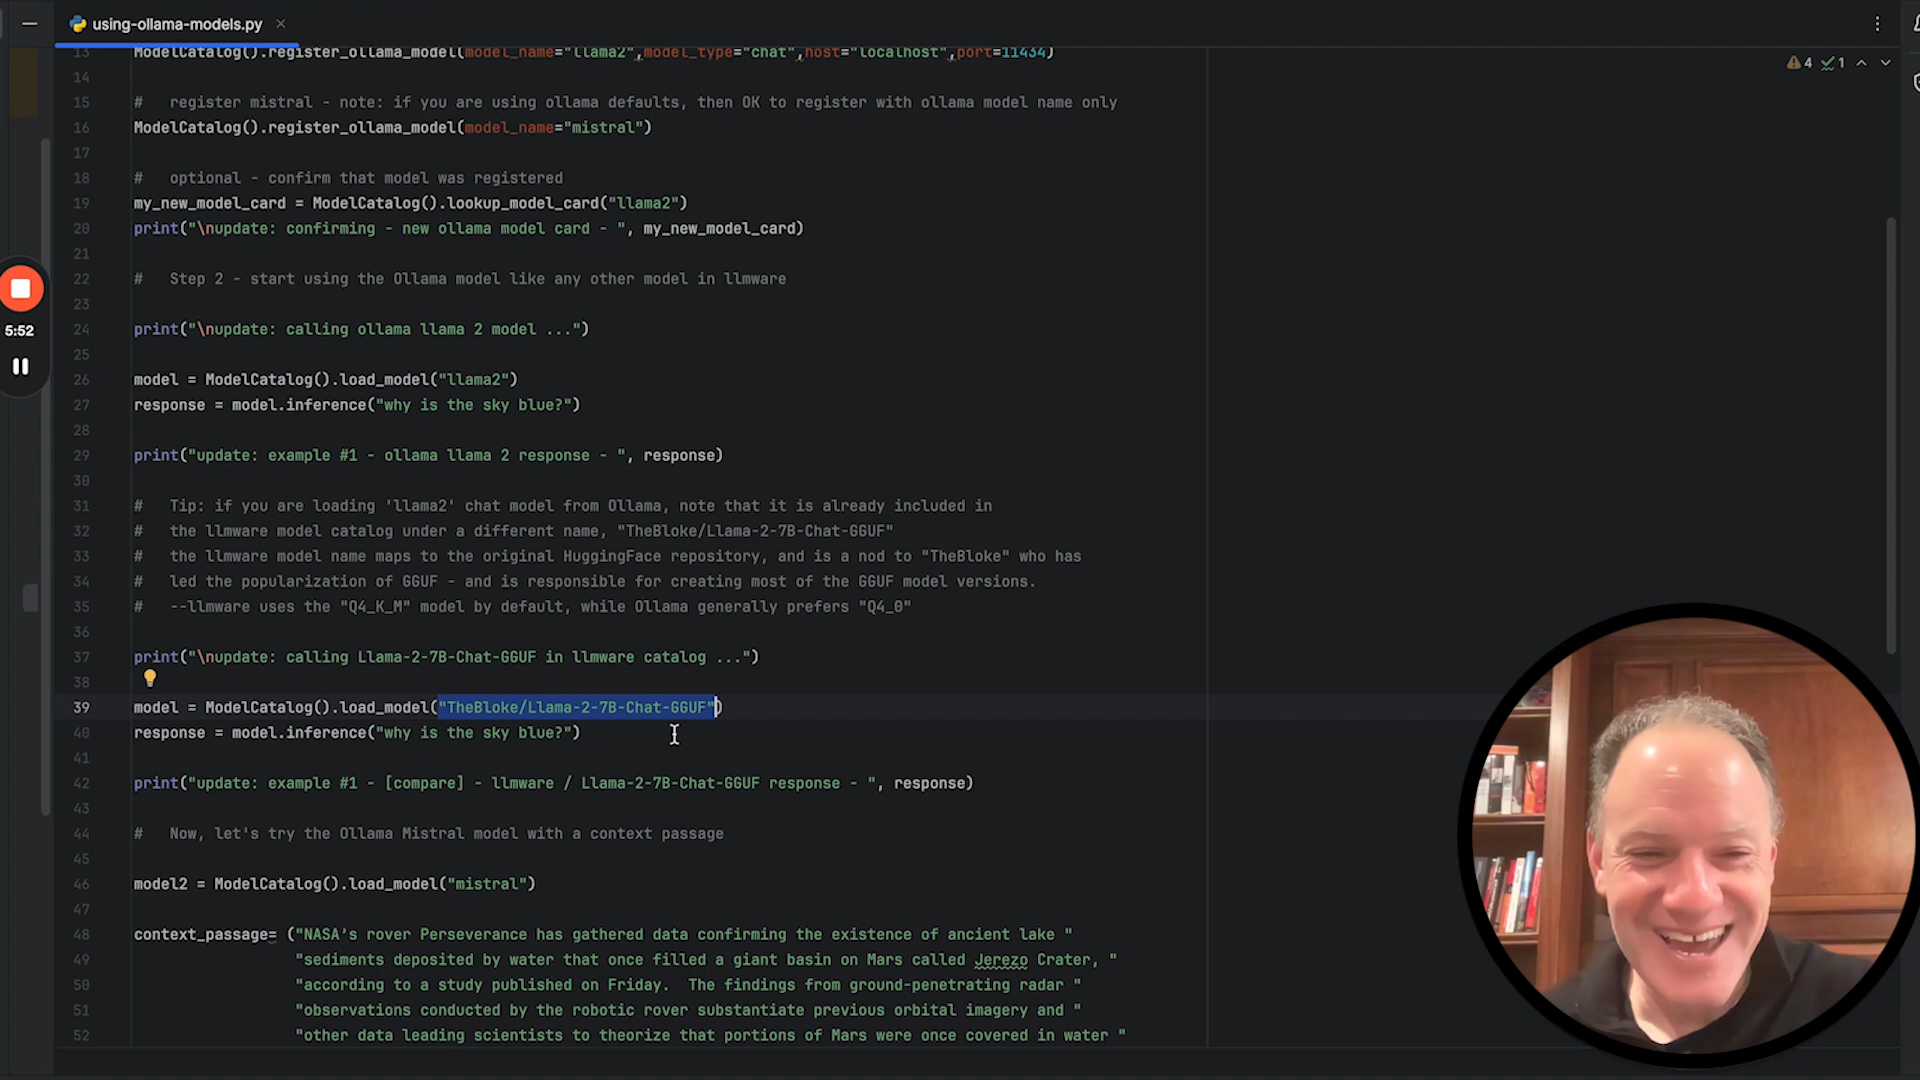 using-ollama-models.py
4 1
13 ModelCatalog().register_ollama_model(model_name="llama2",model_type="chat",host="localhost",port=11434)
14
15 #   register mistral - note: if you are using ollama defaults, then OK to register with ollama model name only
16 ModelCatalog().register_ollama_model(model_name="mistral")
17
18 #   optional - confirm that model was registered
19 my_new_model_card = ModelCatalog().lookup_model_card("llama2")
20 print("\nupdate: confirming - new ollama model card - ", my_new_model_card)
21
22 #   Step 2 - start using the Ollama model like any other model in llmware
23
5:52
24 print("\nupdate: calling ollama llama 2 model ...")
25
26 model = ModelCatalog().load_model("llama2")
27 response = model.inference("why is the sky blue?")
28
29 print("update: example #1 - ollama llama 2 response - ", response)
30
31 #   Tip: if you are loading 'llama2' chat model from Ollama, note that it is already included in
32 #   the llmware model catalog under a different name, "TheBloke/Llama-2-7B-Chat-GGUF"
33 #   the llmware model name maps to the original HuggingFace repository, and is a nod to "TheBloke" who has
34 #   led the popularization of GGUF - and is responsible for creating most of the GGUF model versions.
35 #   --llmware uses the "Q4_K_M" model by default, while Ollama generally prefers "Q4_0"
36
37 print("\nupdate: calling Llama-2-7B-Chat-GGUF in llmware catalog ...")
38
39 model = ModelCatalog().load_model("TheBloke/Llama-2-7B-Chat-GGUF")
40 response = model.inference("why is the sky blue?")
41
42 print("update: example #1 - [compare] - llmware / Llama-2-7B-Chat-GGUF response - ", response)
43
44 #   Now, let's try the Ollama Mistral model with a context passage
45
46 model2 = ModelCatalog().load_model("mistral")
47
48 context_passage= ("NASA's rover Perseverance has gathered data confirming the existence of ancient lake "
49 "sediments deposited by water that once filled a giant basin on Mars called Jerezo Crater, "
50 "according to a study published on Friday.  The findings from ground-penetrating radar "
51 "observations conducted by the robotic rover substantiate previous orbital imagery and "
52 "other data leading scientists to theorize that portions of Mars were once covered in water "